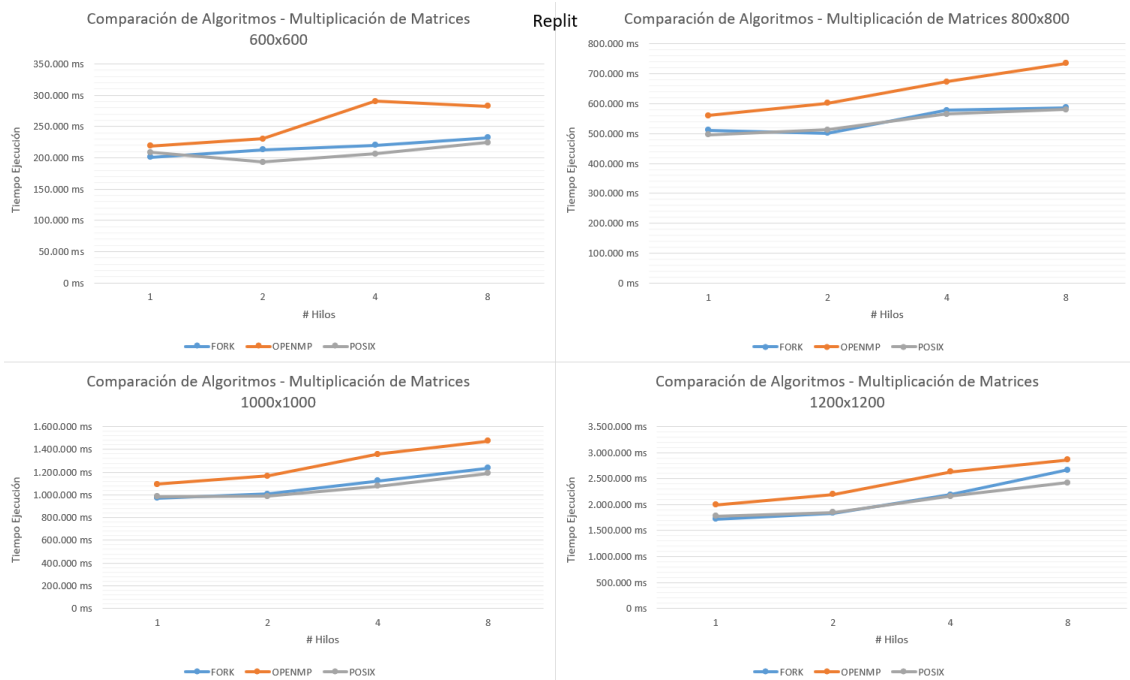 Replit
Comparación de Algoritmos - Multiplicación de Matrices
600x600
350.000 ms
300.000 ms
250.000 ms
200.000 ms
150.000 ms
100.000 ms
50.000 ms
0 ms
Tiempo Ejecución
1 2 4 8
# Hilos
FORK OPENMP POSIX
Comparación de Algoritmos - Multiplicación de Matrices 800x800
800.000 ms
700.000 ms
600.000 ms
500.000 ms
400.000 ms
300.000 ms
200.000 ms
100.000 ms
0 ms
Tiempo Ejecución
1 2 4 8
# Hilos
FORK OPENMP POSIX
Comparación de Algoritmos - Multiplicación de Matrices
1000x1000
1.600.000 ms
1.400.000 ms
1.200.000 ms
1.000.000 ms
800.000 ms
600.000 ms
400.000 ms
200.000 ms
0 ms
Tiempo Ejecución
1 2 4 8
# Hilos
FORK OPENMP POSIX
Comparación de Algoritmos - Multiplicación de Matrices
1200x1200
3.500.000 ms
3.000.000 ms
2.500.000 ms
2.000.000 ms
1.500.000 ms
1.000.000 ms
500.000 ms
0 ms
Tiempo Ejecución
1 2 4 8
# Hilos
FORK OPENMP POSIX